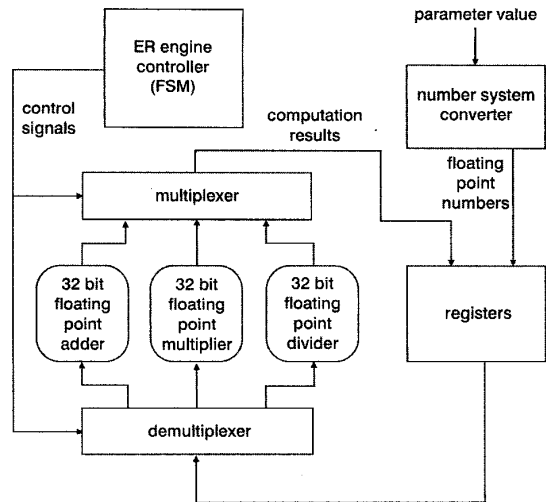 parameter value
ER engine
controller
(FSM)
number system
converter
control
signals
computation
results
floating
point
numbers
multiplexer
32 bit
floating
point
adder
32 bit
floating
point
multiplier
32 bit
floating
point
divider
registers
demultiplexer